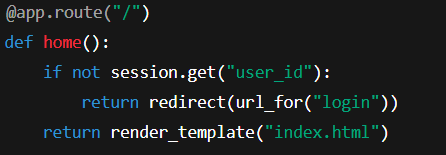 @app.route("/")
def home():
    if not session.get("user_id"):
        return redirect(url_for("login"))
    return render_template("index.html")